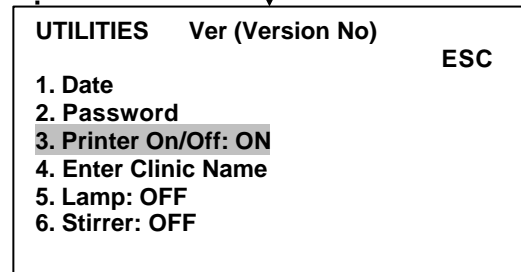 UTILITIES Ver (Version No)
ESC
1. Date
2. Password
3. Printer On/Off: ON
4. Enter Clinic Name
5. Lamp: OFF
6. Stirrer: OFF